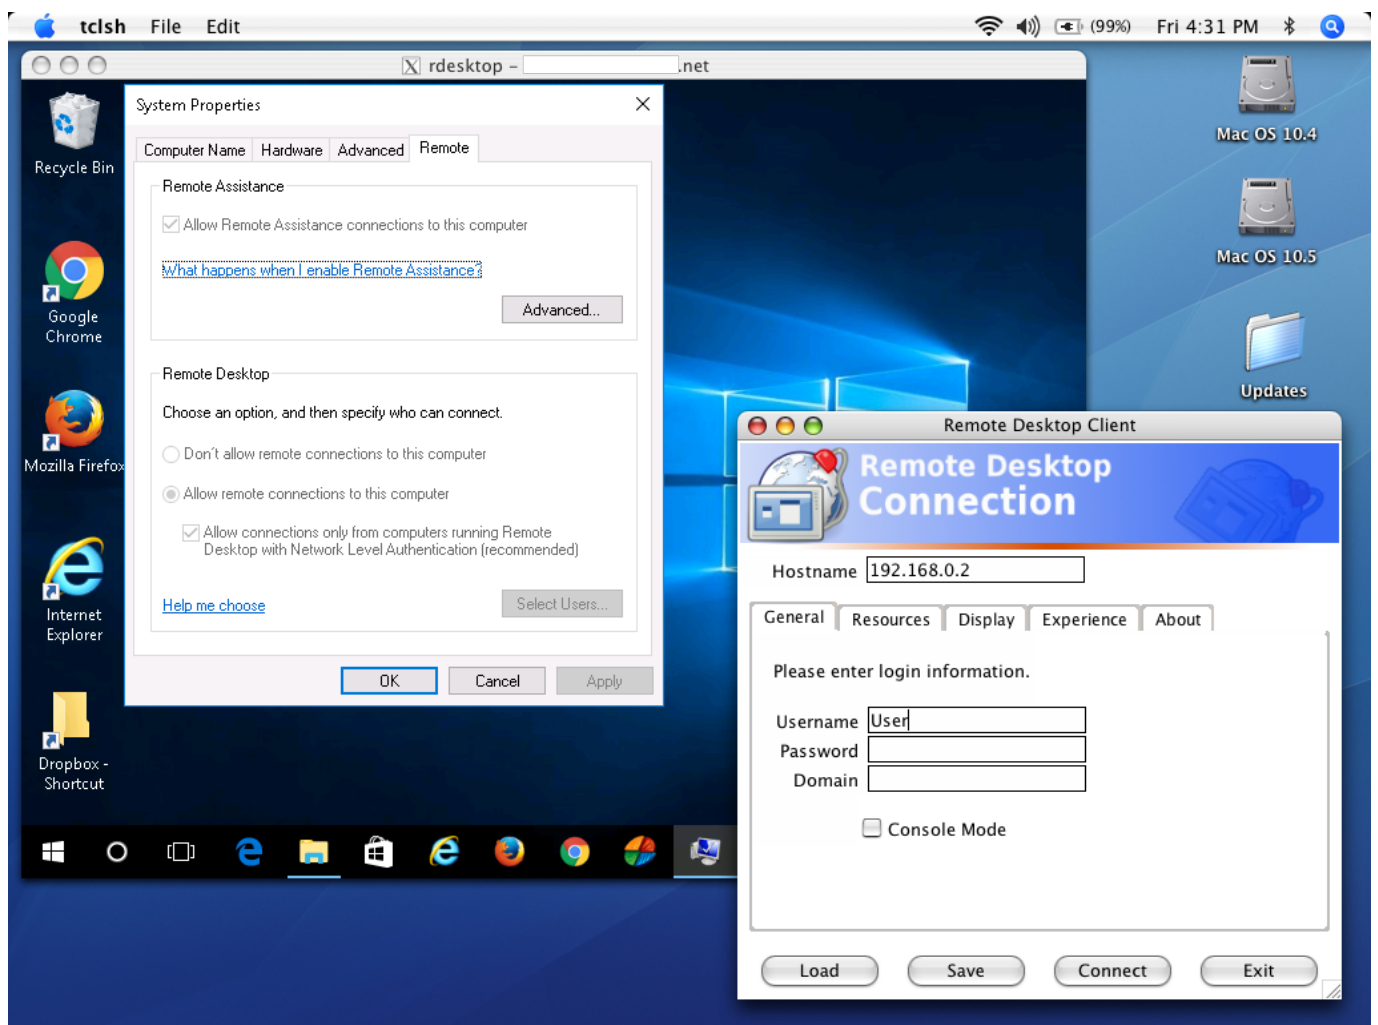 tclsh File Edit (99%) Fri 4:31 PM
X rdesktop – .net
Recycle Bin
Google
Chrome
Mozilla Firefox
Internet
Explorer
Dropbox -
Shortcut
System Properties
Computer Name Hardware Advanced Remote
Remote Assistance
Allow Remote Assistance connections to this computer
What happens when I enable Remote Assistance?
Advanced...
Remote Desktop
Choose an option, and then specify who can connect.
Don't allow remote connections to this computer
Allow remote connections to this computer
Allow connections only from computers running Remote
Desktop with Network Level Authentication (recommended)
Help me choose
Select Users...
OK Cancel Apply
Mac OS 10.4
Mac OS 10.5
Updates
Remote Desktop Client
Remote Desktop
Connection
Hostname 192.168.0.2
General Resources Display Experience About
Please enter login information.
Username User
Password
Domain
Console Mode
Load Save Connect Exit